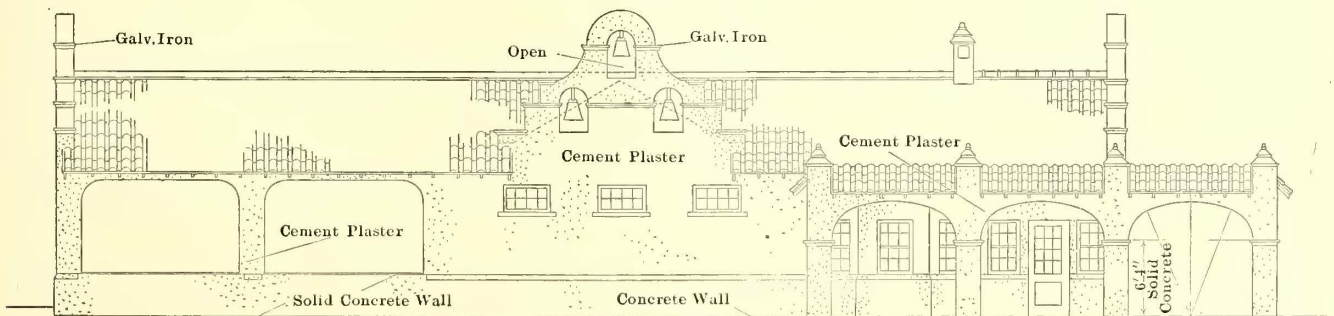 Galv. Iron
Open
Galv. Iron
Cement Plaster
Cement Plaster
Cement Plaster
6'4"
Solid
Concrete
Solid Concrete Wall
Concrete Wall